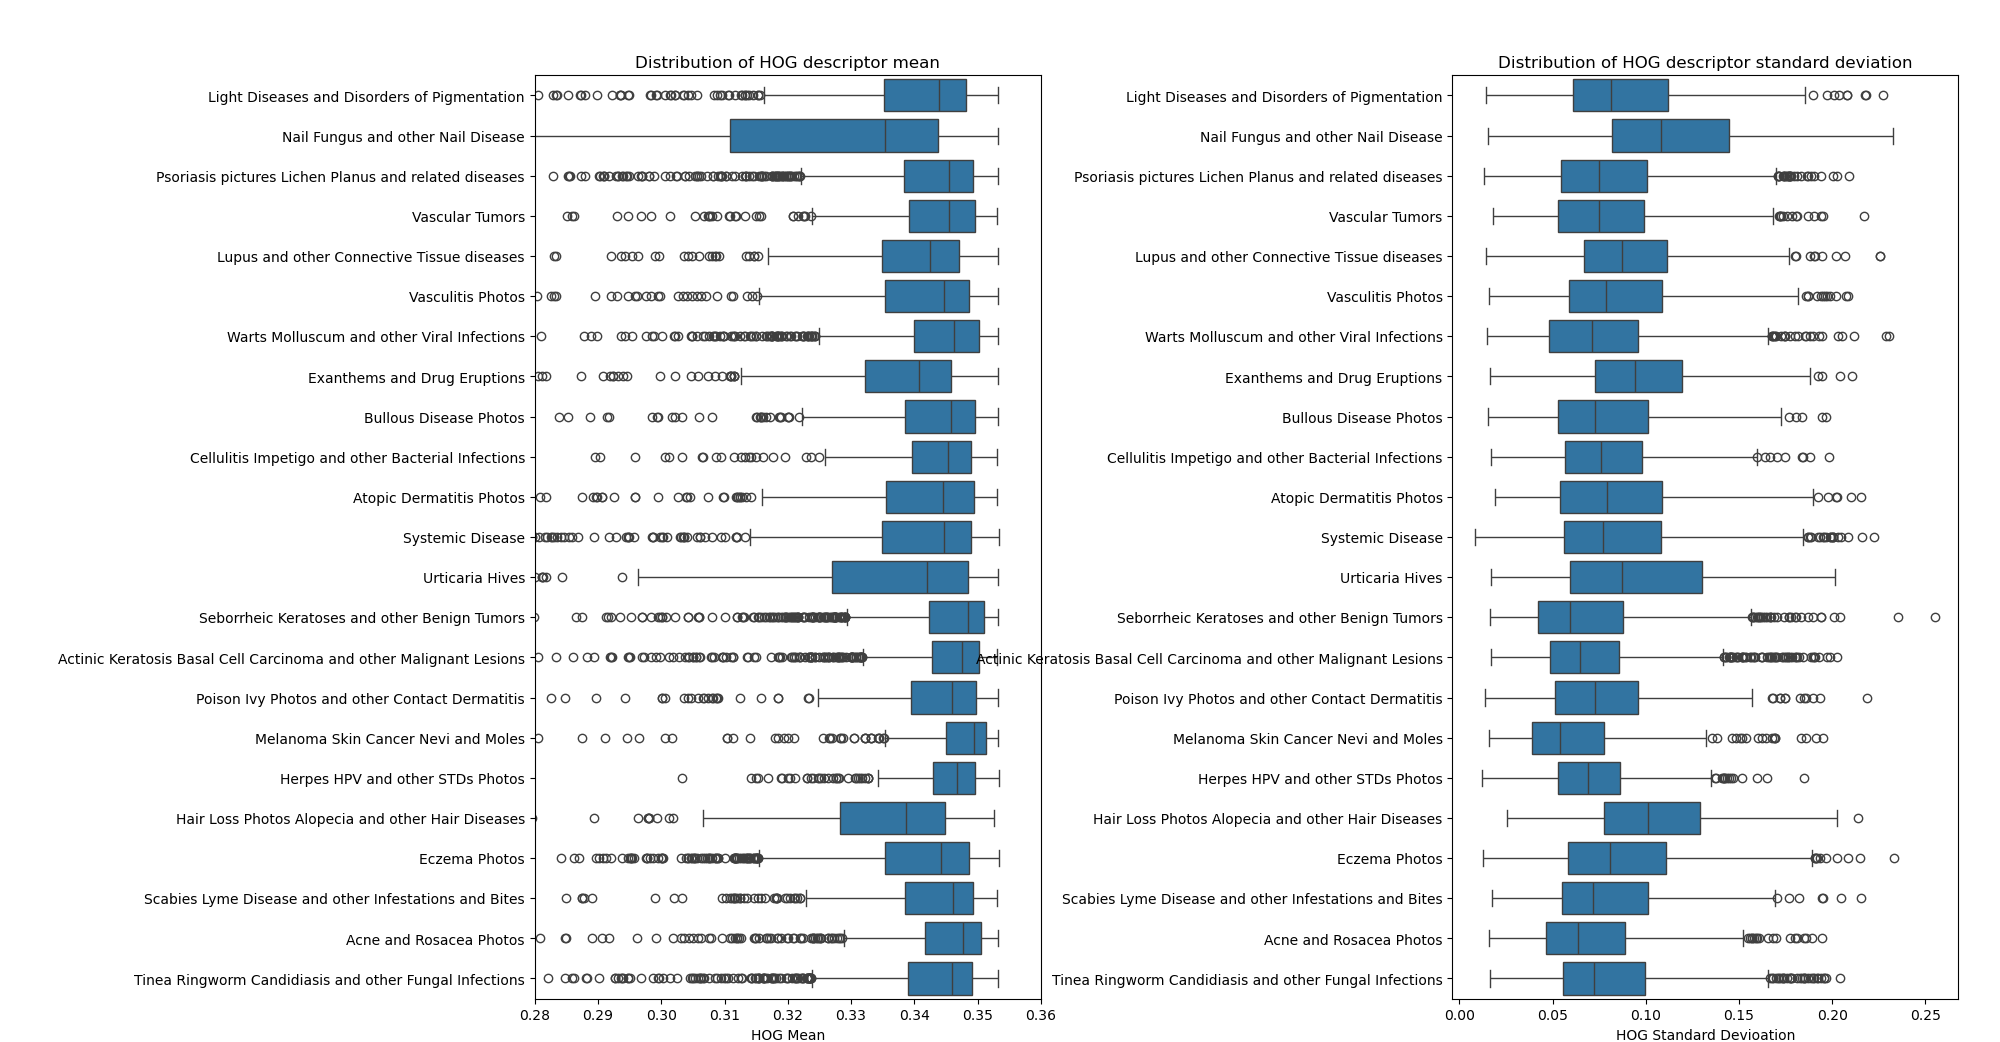 Distribution of HOG descriptor mean
Light Diseases and Disorders of Pigmentation
Nail Fungus and other Nail Disease
Psoriasis pictures Lichen Planus and related diseases
Vascular Tumors
Lupus and other Connective Tissue diseases
Vasculitis Photos
Warts Molluscum and other Viral Infections
Exanthems and Drug Eruptions
Bullous Disease Photos
Cellulitis Impetigo and other Bacterial Infections
Atopic Dermatitis Photos
Systemic Disease
Urticaria Hives
Seborrheic Keratoses and other Benign Tumors
Actinic Keratosis Basal Cell Carcinoma and other Malignant Lesions
Poison Ivy Photos and other Contact Dermatitis
Melanoma Skin Cancer Nevi and Moles
Herpes HPV and other STDs Photos
Hair Loss Photos Alopecia and other Hair Diseases
Eczema Photos
Scabies Lyme Disease and other Infestations and Bites
Acne and Rosacea Photos
Tinea Ringworm Candidiasis and other Fungal Infections
0.28 0.29 0.30 0.31 0.32 0.33 0.34 0.35 0.36
HOG Mean
Distribution of HOG descriptor standard deviation
Light Diseases and Disorders of Pigmentation
Nail Fungus and other Nail Disease
Psoriasis pictures Lichen Planus and related diseases
Vascular Tumors
Lupus and other Connective Tissue diseases
Vasculitis Photos
Warts Molluscum and other Viral Infections
Exanthems and Drug Eruptions
Bullous Disease Photos
Cellulitis Impetigo and other Bacterial Infections
Atopic Dermatitis Photos
Systemic Disease
Urticaria Hives
Seborrheic Keratoses and other Benign Tumors
Actinic Keratosis Basal Cell Carcinoma and other Malignant Lesions
Poison Ivy Photos and other Contact Dermatitis
Melanoma Skin Cancer Nevi and Moles
Herpes HPV and other STDs Photos
Hair Loss Photos Alopecia and other Hair Diseases
Eczema Photos
Scabies Lyme Disease and other Infestations and Bites
Acne and Rosacea Photos
Tinea Ringworm Candidiasis and other Fungal Infections
0.00 0.05 0.10 0.15 0.20 0.25
HOG Standard Devioation